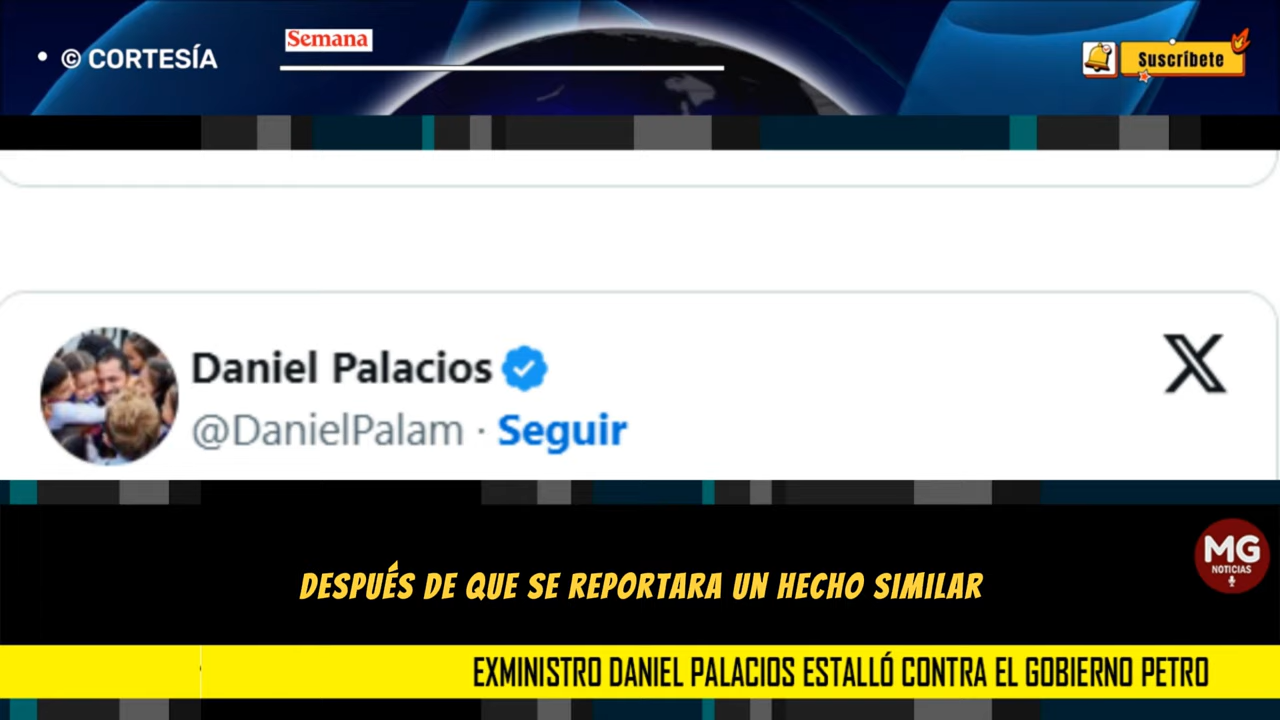 • © CORTESÍA
Semana
Suscríbete
Daniel Palacios
@DanielPalam · Seguir
X
MG
NOTICIAS
DESPUÉS DE QUE SE REPORTARA UN HECHO SIMILAR
EXMINISTRO DANIEL PALACIOS ESTALLÓ CONTRA EL GOBIERNO PETRO